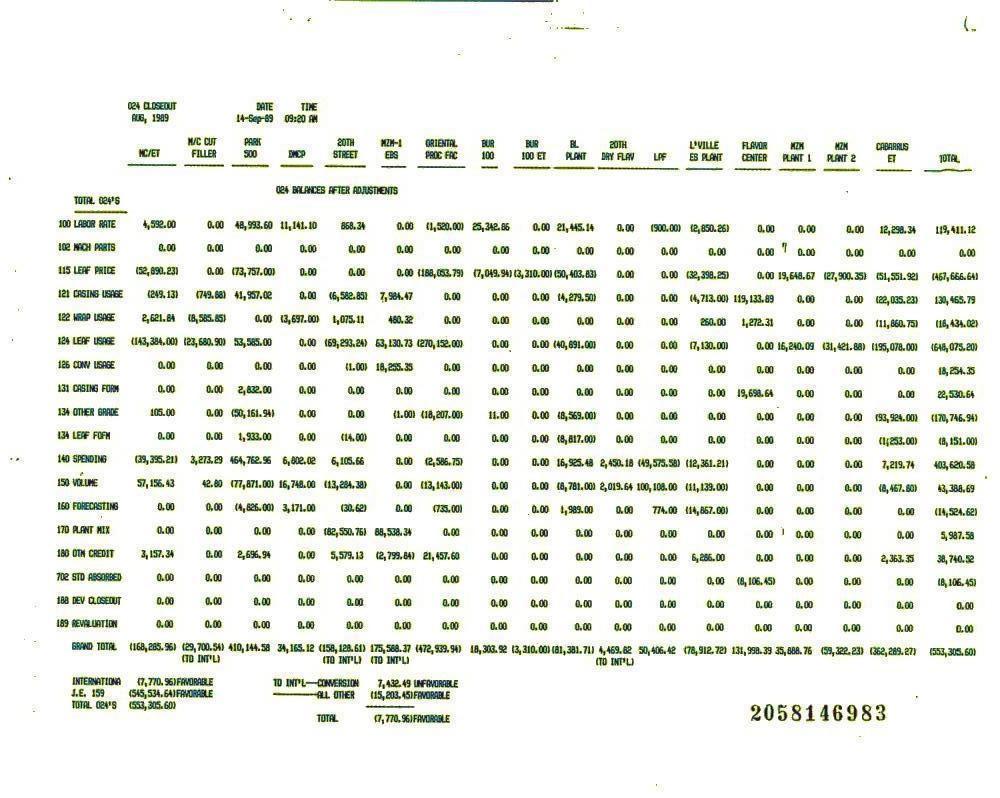 024 CLOSEOUT DATE TIME
AUG, 1989 14-Sep-89 09:20 AM
M/C CUT PARK 20TH MZM-1 ORIENTAL BUR BUR BL 20TH L'VILLE FLAVOR MZM MZM CABARRUS
MC/ET FILLER 500 DMCP STREET EBS PROC FAC 100 100 ET PLANT DRY FLAV LPF ES PLANT CENTER PLANT 1 PLANT 2 ET TOTAL
024 BALANCES AFTER ADJUSTMENTS
TOTAL 024'S
100 LABOR RATE 4,592.00 0.00 48,993.60 11,141.10 868.34 0.00 (1,520.00) 25,342.86 0.00 21,445.14 0.00 (900.00) (2,850.26) 0.00 0.00 0.00 12,298.34 119,411.12
102 MACH PARTS 0.00 0.00 0.00 0.00 0.00 0.00 0.00 0.00 0.00 0.00 0.00 0.00 0.00 0.00 0.00 0.00 0.00 0.00
115 LEAF PRICE (52,890.23) 0.00 (73,757.00) 0.00 0.00 0.00 (188,053.79) (7,049.94) (3,310.00) (50,403.83) 0.00 0.00 (32,398.25) 0.00 19,648.67 (27,900.35) (51,551.92) (467,666.64)
121 CASING USAGE (249.13) (749.88) 41,957.02 0.00 (6,582.85) 7,984.47 0.00 0.00 0.00 (4,279.50) 0.00 0.00 (4,713.00) 119,133.89 0.00 0.00 (22,035.23) 130,465.79
122 WRAP USAGE 2,621.84 (8,585.85) 0.00 (3,697.00) 1,075.11 480.32 0.00 0.00 0.00 0.00 0.00 0.00 260.00 1,272.31 0.00 0.00 (11,860.75) (18,434.02)
124 LEAF USAGE (143,384.00) (23,680.90) 53,585.00 0.00 (69,293.24) 63,130.73 (270,152.00) 0.00 0.00 (40,891.00) 0.00 0.00 (7,130.00) 0.00 16,240.09 (31,421.88) (195,078.00) (648,075.20)
126 CONV USAGE 0.00 0.00 0.00 0.00 (1.00) 18,255.35 0.00 0.00 0.00 0.00 0.00 0.00 0.00 0.00 0.00 0.00 0.00 18,254.35
131 CASING FORM 0.00 0.00 2,832.00 0.00 0.00 0.00 0.00 0.00 0.00 0.00 0.00 0.00 0.00 19,698.64 0.00 0.00 0.00 22,530.64
134 OTHER GRADE 105.00 0.00 (50,161.94) 0.00 0.00 (1.00) (18,207.00) 11.00 0.00 (8,569.00) 0.00 0.00 0.00 0.00 0.00 0.00 (93,924.00) (170,746.94)
134 LEAF FORM 0.00 0.00 1,933.00 0.00 (14.00) 0.00 0.00 0.00 0.00 (8,817.00) 0.00 0.00 0.00 0.00 0.00 0.00 (1,253.00) (8,151.00)
140 SPENDING (39,395.21) 3,273.29 464,762.96 6,802.02 6,105.66 0.00 (2,586.75) 0.00 0.00 16,925.48 2,450.18 (49,575.58) (12,361.21) 0.00 0.00 0.00 7,219.74 403,620.58
150 VOLUME 57,156.43 42.80 (77,871.00) 16,748.00 (13,284.38) 0.00 (13,143.00) 0.00 0.00 (8,781.00) 2,019.64 100,108.00 (11,139.00) 0.00 0.00 0.00 (8,467.80) 43,388.69
160 FORECASTING 0.00 0.00 (4,826.00) 3,171.00 (30.62) 0.00 (735.00) 0.00 0.00 1,989.00 0.00 774.00 (14,867.00) 0.00 0.00 0.00 0.00 (14,524.62)
170 PLANT MIX 0.00 0.00 0.00 0.00 (82,550.76) 88,538.34 0.00 0.00 0.00 0.00 0.00 0.00 0.00 0.00 0.00 0.00 0.00 5,987.58
180 OTM CREDIT 3,157.34 0.00 2,696.94 0.00 5,579.13 (2,799.84) 21,457.60 0.00 0.00 0.00 0.00 0.00 6,286.00 0.00 0.00 0.00 2,363.35 38,740.52
702 STD ABSORBED 0.00 0.00 0.00 0.00 0.00 0.00 0.00 0.00 0.00 0.00 0.00 0.00 0.00 (8,106.45) 0.00 0.00 0.00 (8,106.45)
188 DEV CLOSEOUT 0.00 0.00 0.00 0.00 0.00 0.00 0.00 0.00 0.00 0.00 0.00 0.00 0.00 0.00 0.00 0.00 0.00 0.00
189 REVALUATION 0.00 0.00 0.00 0.00 0.00 0.00 0.00 0.00 0.00 0.00 0.00 0.00 0.00 0.00 0.00 0.00 0.00 0.00
GRAND TOTAL (168,285.96) (29,700.54) 410,144.58 34,165.12 (158,128.61) 175,588.37 (472,939.94) 18,303.92 (3,310.00) (81,381.71) 4,469.82 50,406.42 (78,912.72) 131,998.39 35,888.76 (59,322.23) (362,289.27) (553,305.60)
(TO INT'L) (TO INT'L) (TO INT'L) (TO INT'L)
INTERNATIONA (7,770.96)FAVORABLE TO INT'L--CONVERSION 7,432.49 UNFAVORABLE
J.E. 159 (545,534.64)FAVORABLE --------ALL OTHER (15,203.45)FAVORABLE
TOTAL 024'S (553,305.60)
TOTAL (7,770.96)FAVORABLE
2058146983